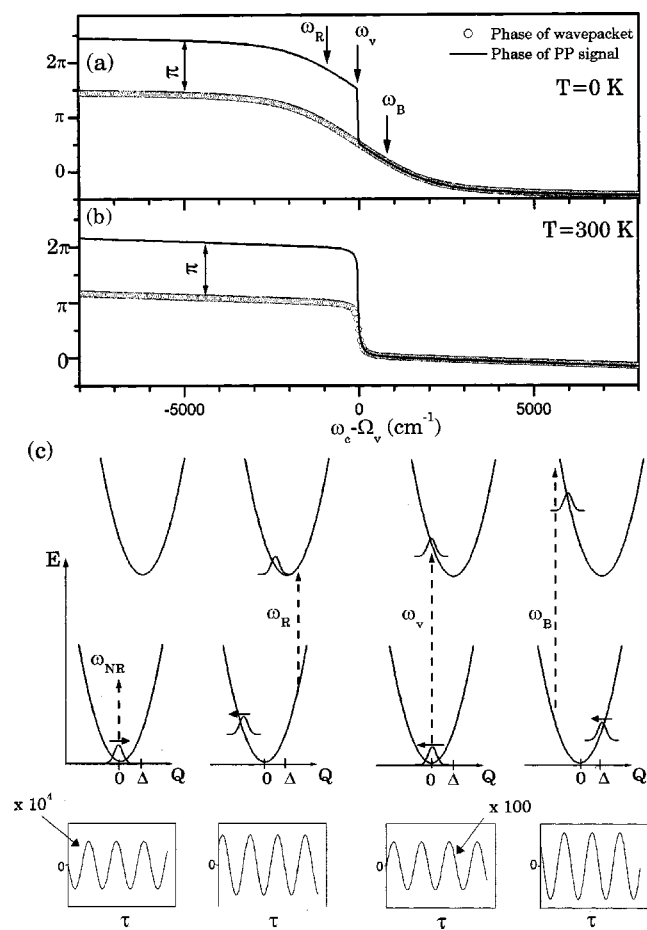 ω_R
ω_v
Phase of wavepacket
Phase of PP signal
2π
(a)
π
T=0 K
π
ω_B
0
(b)
T=300 K
2π
π
π
0
-5000 0 5000
ω_c-Ω_v (cm⁻¹)
(c)
E
ω_R
ω_v
ω_B
ω_NR
0 Δ Q 0 Δ Q 0 Δ Q 0 Δ Q
x 10⁴
x 100
0 0 0 0
τ τ τ τ